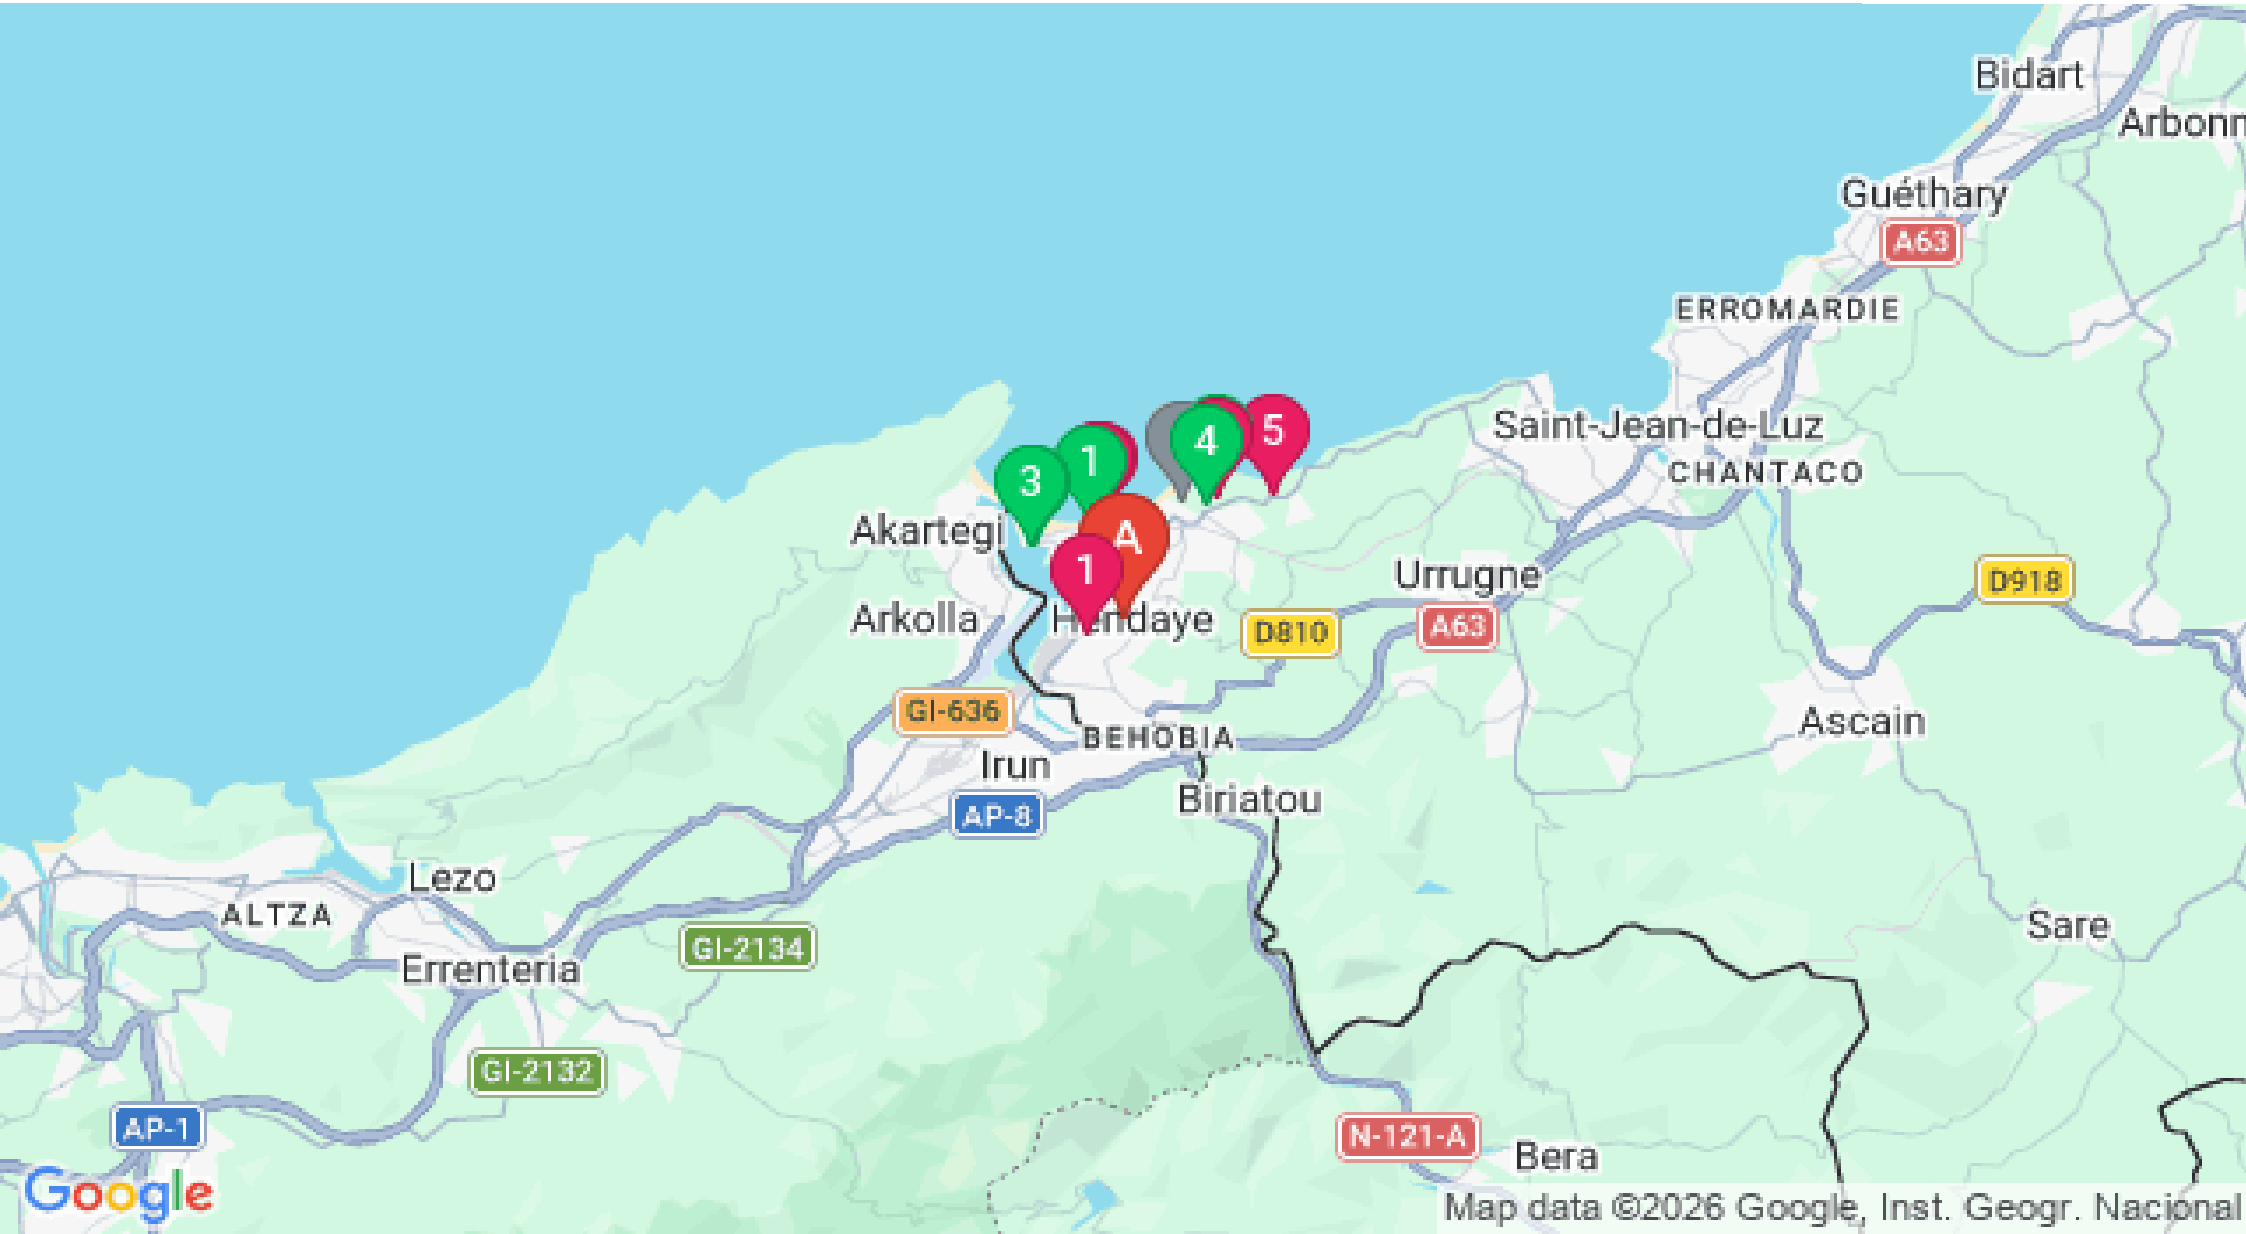 Bidart
Arbonn
Guéthary
A63
ERROMARDIE
Saint-Jean-de-Luz
CHANTACO
5
4
1
3
A
1
Akartegi
Urrugne
D918
Arkolla
Hendaye
D810
A63
GI-636
BEHOBIA
Ascain
Irun
Biriatou
AP-8
Lezo
ALTZA
Sare
GI-2134
Errenteria
GI-2132
AP-1
N-121-A
Bera
Google
Map data ©2026 Google, Inst. Geogr. Nacional